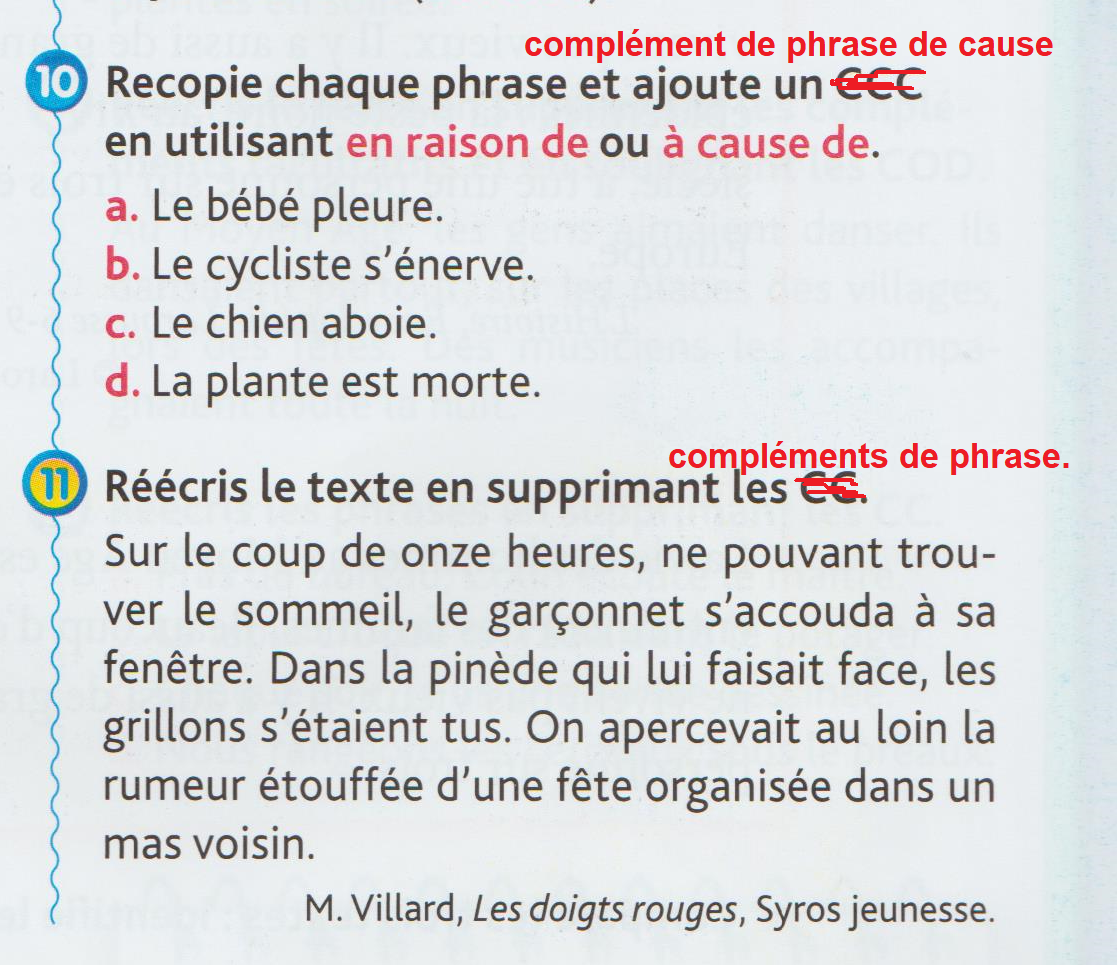 complément de phrase de cause
10 Recopie chaque phrase et ajoute un CCC
en utilisant en raison de ou à cause de.
a. Le bébé pleure.
b. Le cycliste s'énerve.
c. Le chien aboie.
d. La plante est morte.
compléments de phrase.
11 Réécris le texte en supprimant les CC.
Sur le coup de onze heures, ne pouvant trou-
ver le sommeil, le garçonnet s'accouda à sa
fenêtre. Dans la pinède qui lui faisait face, les
grillons s'étaient tus. On apercevait au loin la
rumeur étouffée d'une fête organisée dans un
mas voisin.
M. Villard, Les doigts rouges, Syros jeunesse.